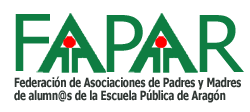 FAPAR
Federación de Asociaciones de Padres y Madres
de alumn@s de la Escuela Pública de Aragón